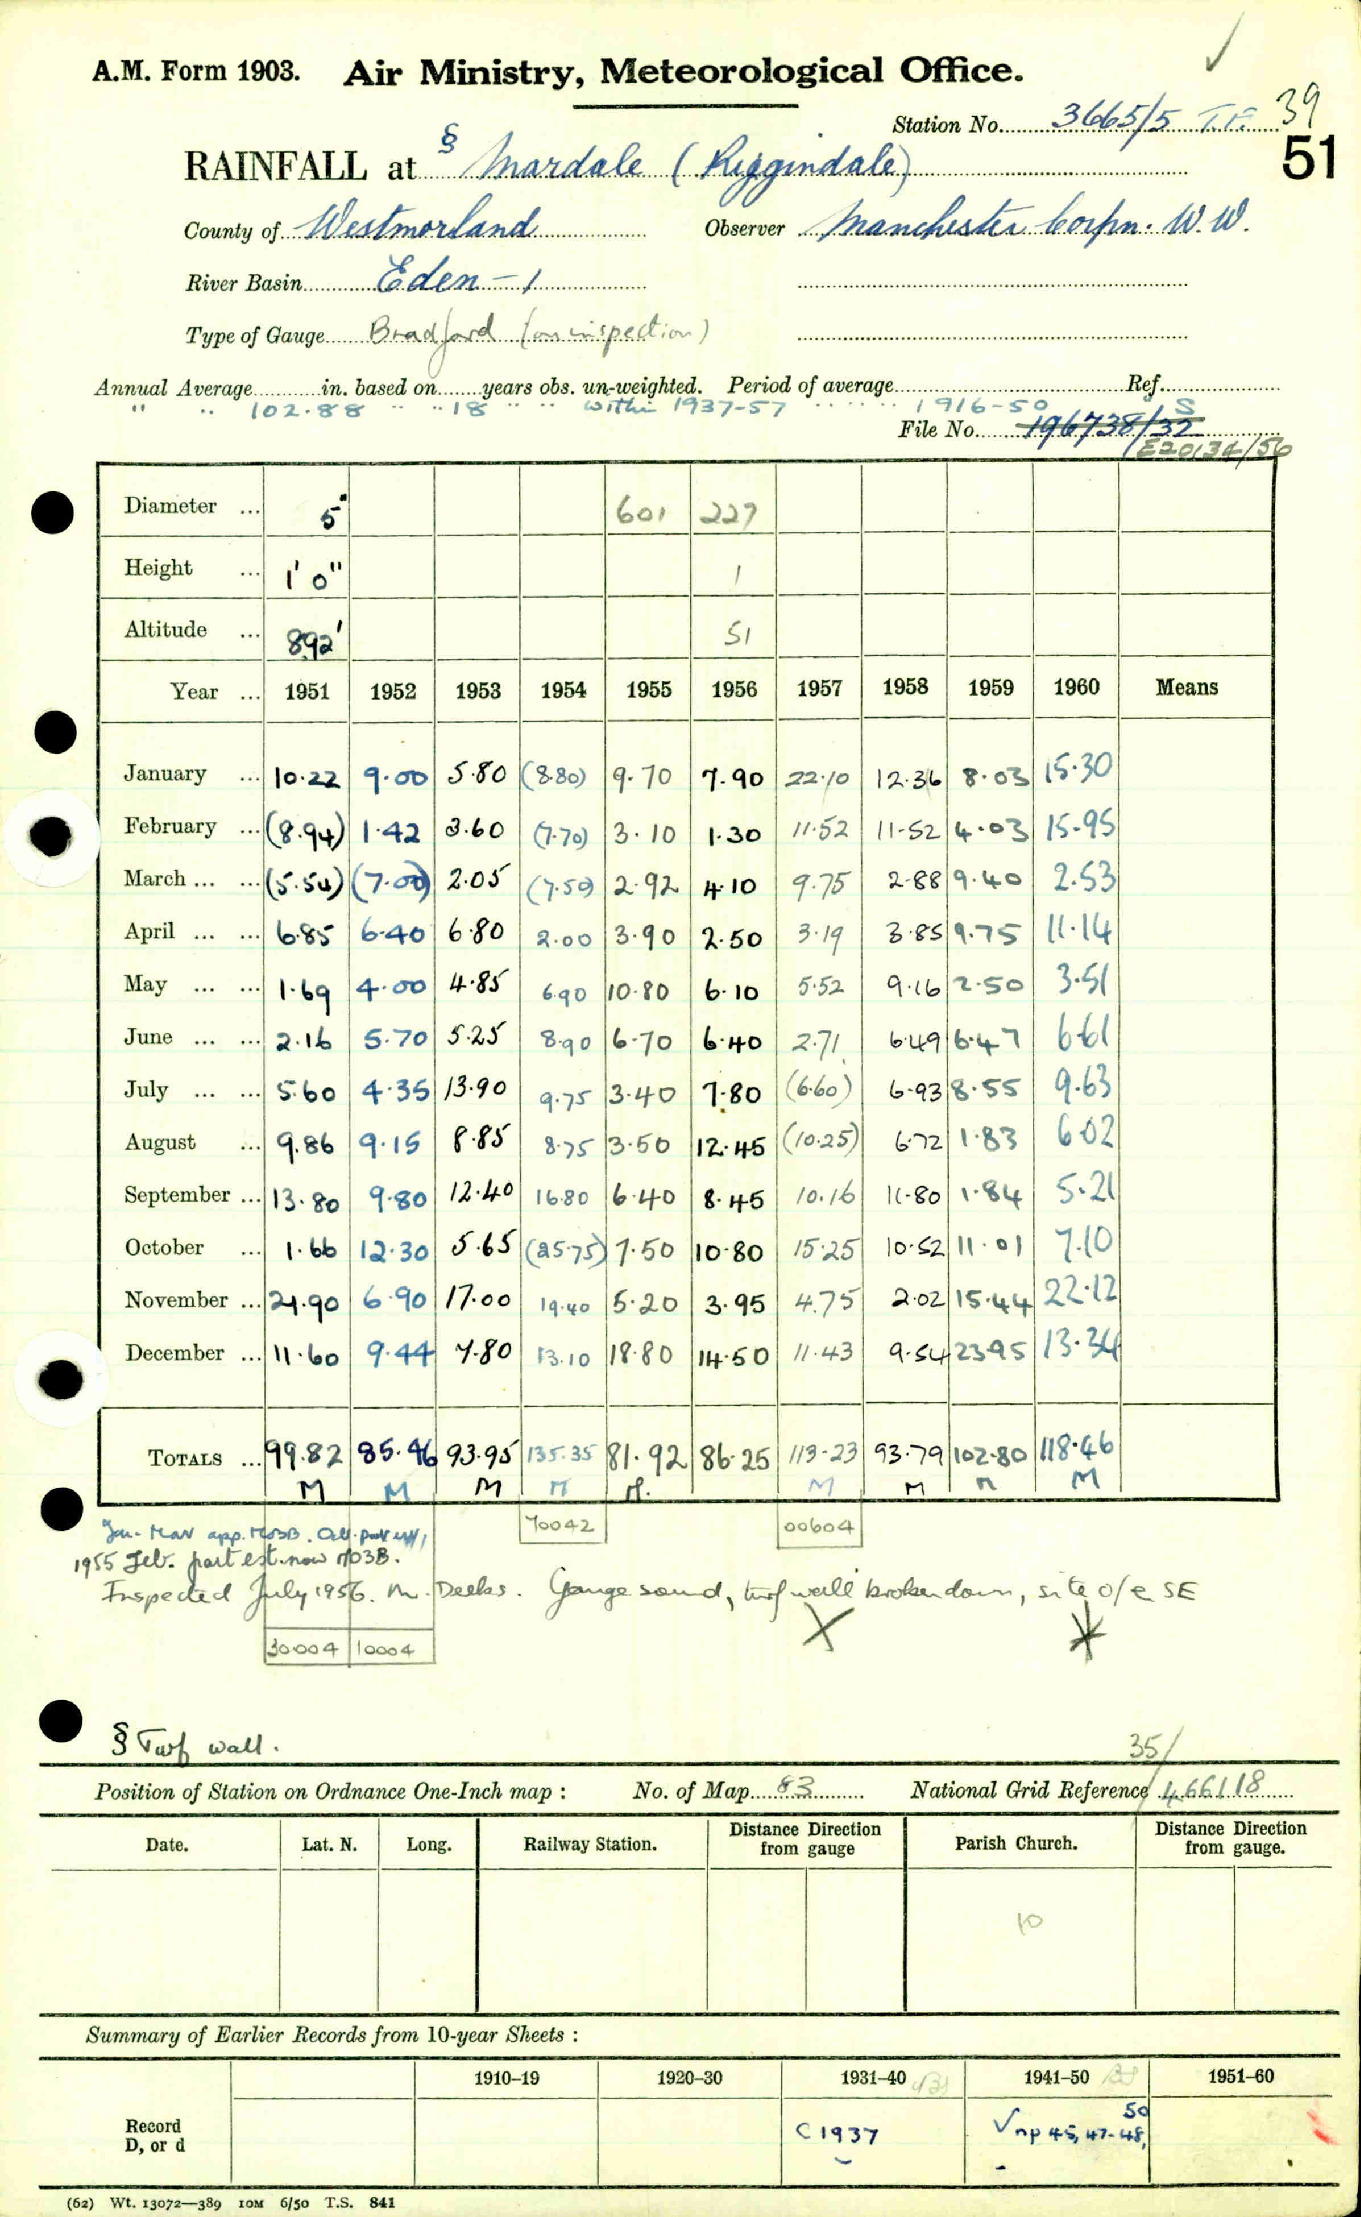 A.M. Form 1903. Air Ministry, Meteorological Office.
Station No. 3665/5 T.F. 39
51
RAINFALL at § Mardale (Riggindale)
County of Westmorland Observer Manchester Corpn. W.W.
River Basin Eden-1
Type of Gauge Bradford (on inspection)
Annual Average in. based on years obs. un-weighted. Period of average Ref.
" " 102.88 " " 18 " " within 1937-57 " " " 1916-50 S
File No. 196738/32
E20134/56
Diameter ... 5" 601 227
Height ... 1' 0" 1
Altitude ... 892' 51
Year ... 1951 1952 1953 1954 1955 1956 1957 1958 1959 1960 Means
January ... 10.22 9.00 5.80 (8.80) 9.70 7.90 22.10 12.36 8.03 15.30
February ... (8.94) 1.42 3.60 (7.70) 3.10 1.30 11.52 11.52 4.03 15.95
March ... ... (5.54) (7.00) 2.05 (7.50) 2.92 4.10 9.75 2.88 9.40 2.53
April ... ... 6.85 6.40 6.80 2.00 3.90 2.50 3.19 3.85 9.75 11.14
May ... ... 1.69 4.00 4.85 6.90 10.80 6.10 5.52 9.16 2.50 3.51
June ... ... 2.16 5.70 5.25 8.90 6.70 6.40 2.71 6.49 6.47 6.61
July ... ... 5.60 4.35 13.90 9.75 3.40 7.80 (6.60) 6.93 8.55 9.63
August ... 9.86 9.15 8.85 8.75 3.50 12.45 (10.25) 6.72 1.83 6.02
September ... 13.80 9.80 12.40 16.80 6.40 8.45 10.16 11.80 1.84 5.21
October ... 1.66 12.30 5.65 (25.75) 7.50 10.80 15.25 10.52 11.01 7.10
November ... 21.90 6.90 17.00 19.40 5.20 3.95 4.75 2.02 15.44 22.12
December ... 11.60 9.44 7.80 13.10 18.80 14.50 11.43 9.54 23.95 13.34
TOTALS ... 99.82 85.46 93.95 135.35 81.92 86.25 113.23 93.79 102.80 118.46
M M M M M. M M M M
70042 00604
Jan. Mar app. MO3B. Oct. part
1955 Feb. part est. now MO3B.
Inspected July 1956. M. Deeks. Gauge sound, turf wall broken down, site o/e SE
30004 10004
§ Turf wall.
35/
Position of Station on Ordnance One-Inch map : No. of Map 83 National Grid Reference 466118
Date. Lat. N. Long. Railway Station. Distance Direction from gauge Parish Church. Distance Direction from gauge.
10
Summary of Earlier Records from 10-year Sheets :
1910-19 1920-30 1931-40 1941-50 1951-60
Record D, or d C 1937 √ np 45, 47-48, 50
(62) Wt. 13072—389 10M 6/50 T.S. 841